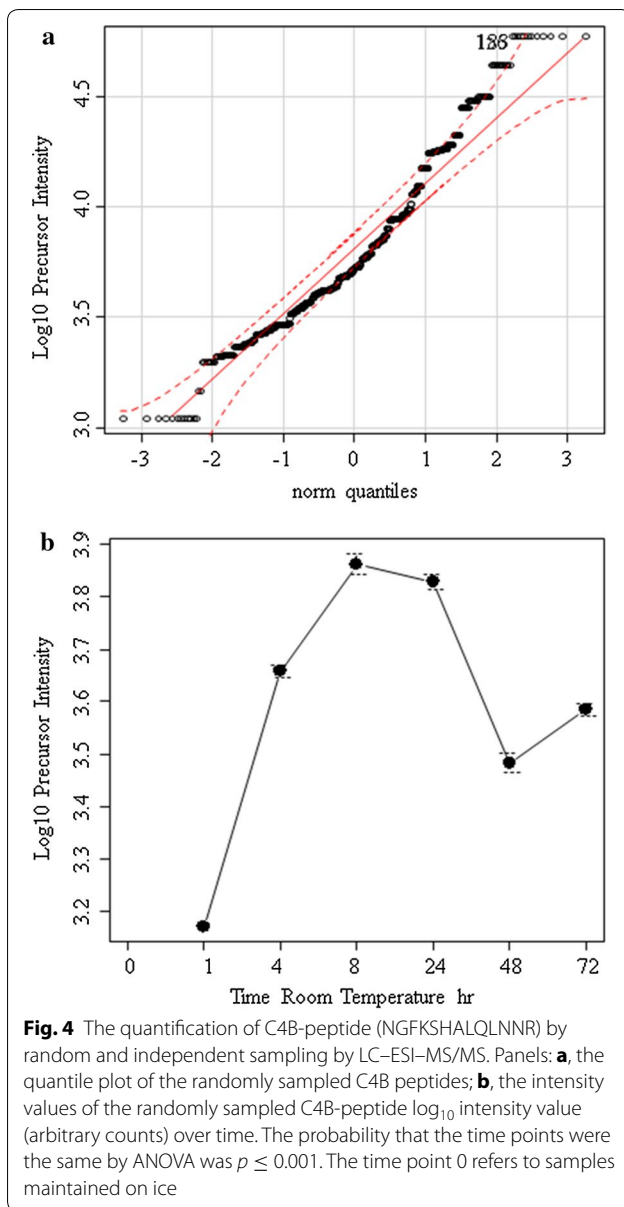 a
136
4.5
4.0
3.5
3.0
Log10 Precursor Intensity
-3 -2 -1 0 1 2 3
norm quantiles
b
3.9
3.8
3.7
3.6
3.5
3.4
3.3
3.2
Log10 Precursor Intensity
0 1 4 8 24 48 72
Time Room Temperature hr
Fig. 4 The quantification of C4B-peptide (NGFKSHALQLNNR) by
random and independent sampling by LC–ESI–MS/MS. Panels: a, the
quantile plot of the randomly sampled C4B peptides; b, the intensity
values of the randomly sampled C4B-peptide log10 intensity value
(arbitrary counts) over time. The probability that the time points were
the same by ANOVA was p ≤ 0.001. The time point 0 refers to samples
maintained on ice